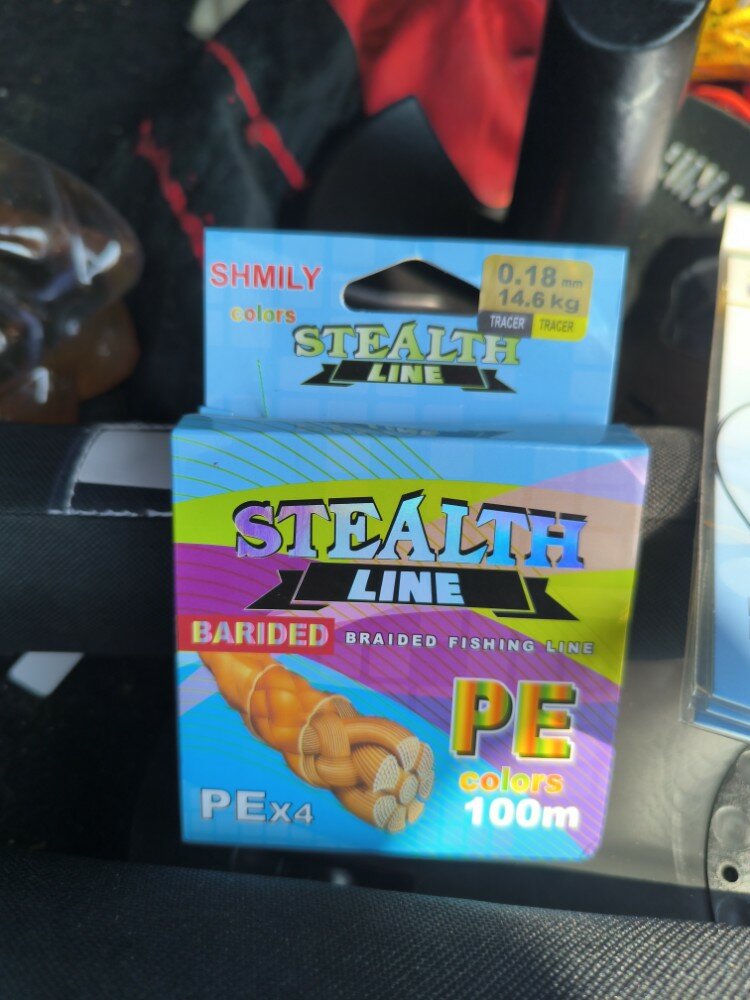 SHMILY
colors
0.18 mm
14.6 kg
TRACER TRACER
STEALTH
LINE
STEALTH
LINE
BARIDED BRAIDED FISHING LINE
PE
colors
100m
PEx4